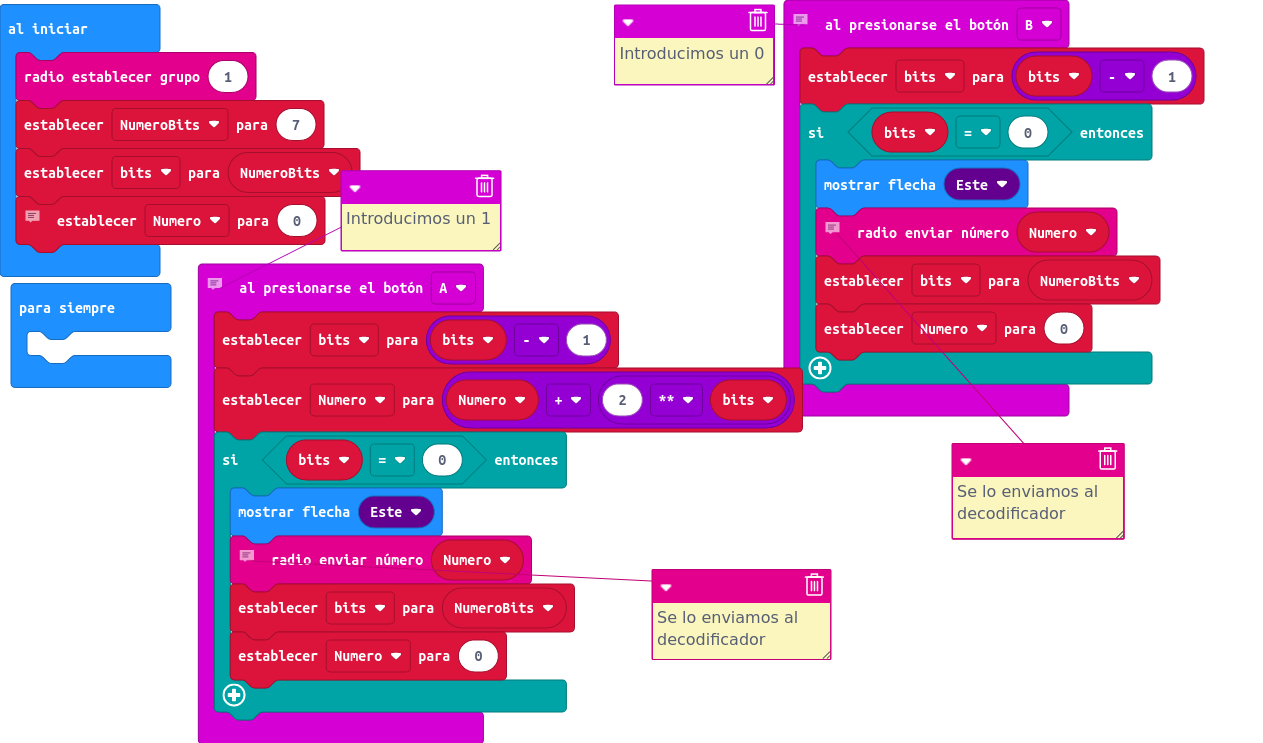 al iniciar
radio establecer grupo 1
establecer NumeroBits para 7
establecer bits para NumeroBits
establecer Numero para 0
para siempre
Introducimos un 1
al presionarse el botón A
establecer bits para bits - 1
establecer Numero para Numero + 2 ** bits
si bits = 0 entonces
mostrar flecha Este
radio enviar número Numero
establecer bits para NumeroBits
establecer Numero para 0
Se lo enviamos al
decodificador
Introducimos un 0
al presionarse el botón B
establecer bits para bits - 1
si bits = 0 entonces
mostrar flecha Este
radio enviar número Numero
establecer bits para NumeroBits
establecer Numero para 0
Se lo enviamos al
decodificador